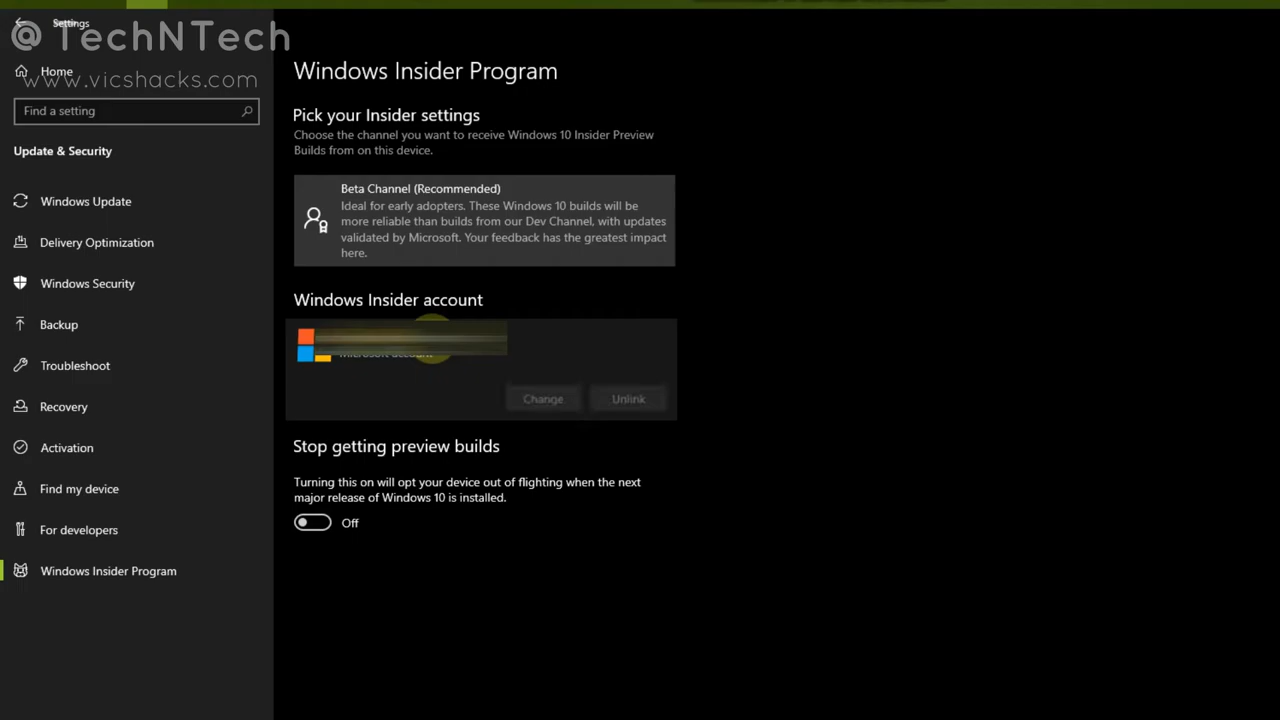 Settings
@TechNTech
Home
www.vicshacks.com
Find a setting
Update & Security
Windows Update
Delivery Optimization
Windows Security
Backup
Troubleshoot
Recovery
Activation
Find my device
For developers
Windows Insider Program
Windows Insider Program
Pick your Insider settings
Choose the channel you want to receive Windows 10 Insider Preview
Builds from on this device.
Beta Channel (Recommended)
Ideal for early adopters. These Windows 10 builds will be
more reliable than builds from our Dev Channel, with updates
validated by Microsoft. Your feedback has the greatest impact
here.
Windows Insider account
Microsoft account
Change
Unlink
Stop getting preview builds
Turning this on will opt your device out of flighting when the next
major release of Windows 10 is installed.
Off